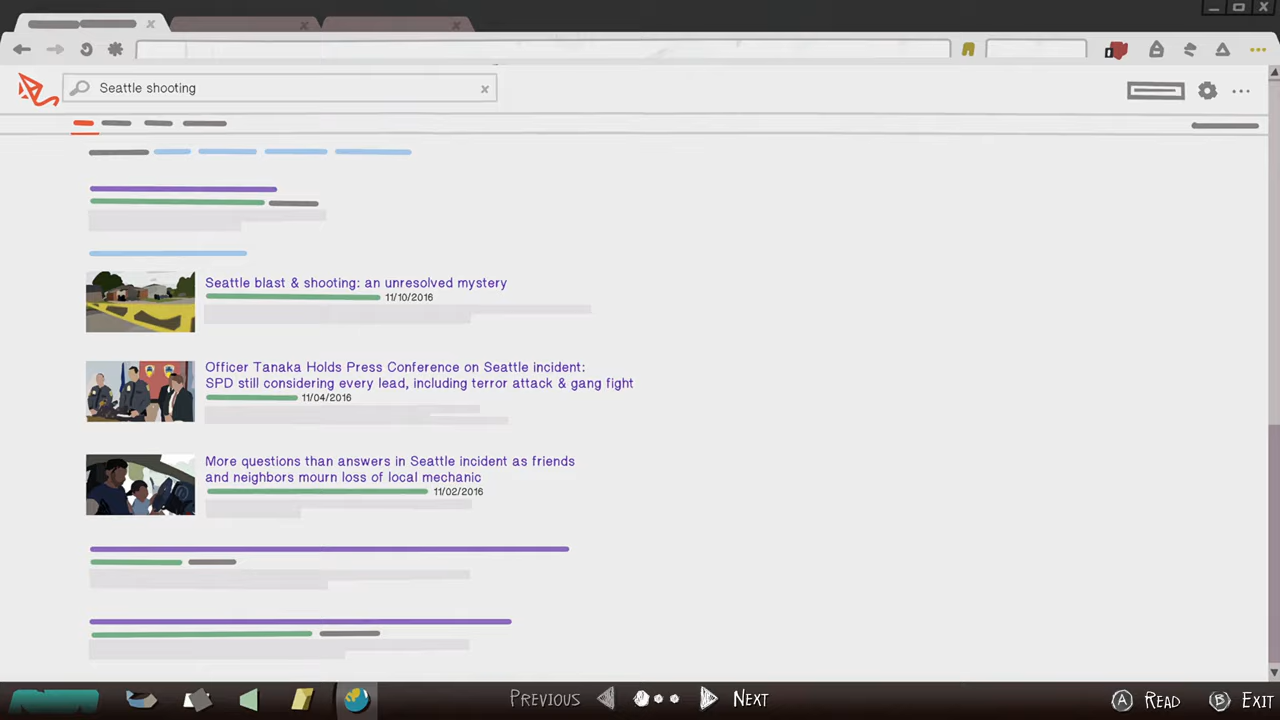 Seattle shooting
Seattle blast & shooting: an unresolved mystery
11/10/2016
Officer Tanaka Holds Press Conference on Seattle incident:
SPD still considering every lead, including terror attack & gang fight
11/04/2016
More questions than answers in Seattle incident as friends
and neighbors mourn loss of local mechanic
11/02/2016
Previous Next A Read B Exit